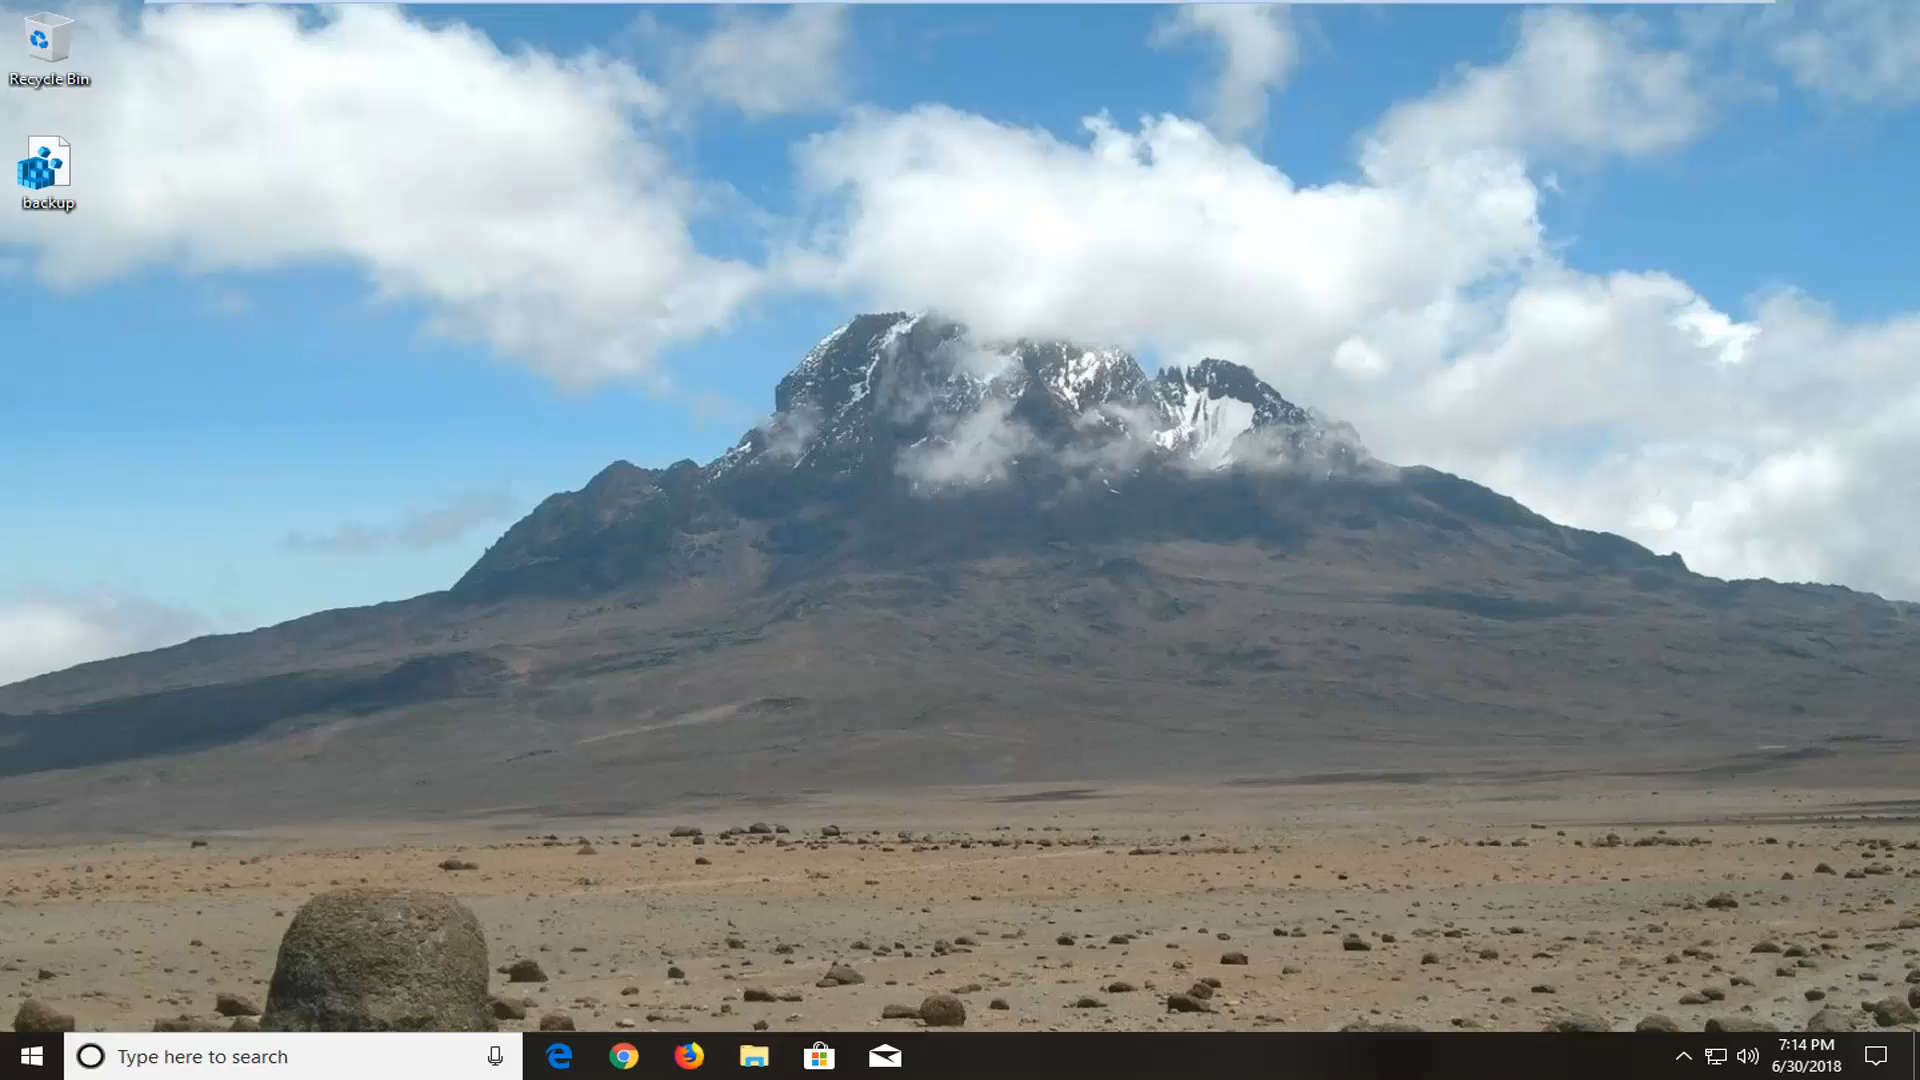 Recycle Bin
backup
Type here to search
7:14 PM
6/30/2018